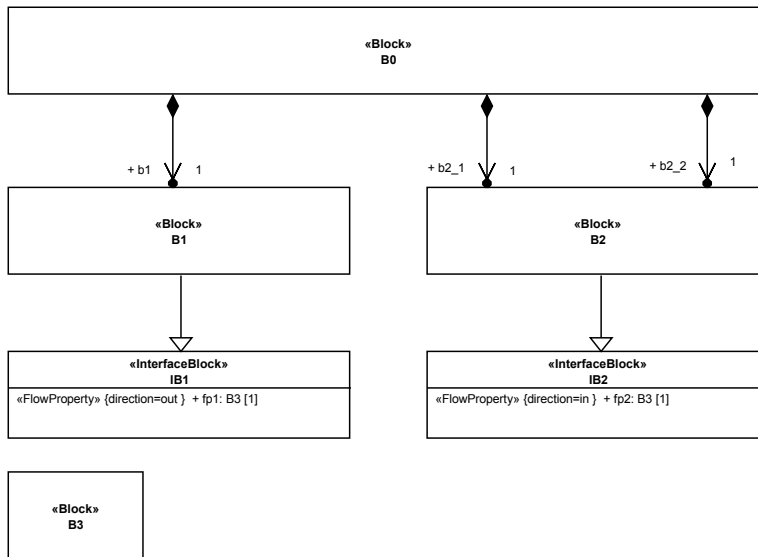 «Block»
B0
+ b1
1
+ b2_1
1
+ b2_2
1
«Block»
B1
«Block»
B2
«InterfaceBlock»
IB1
«FlowProperty» {direction=out }  + fp1: B3 [1]
«InterfaceBlock»
IB2
«FlowProperty» {direction=in }  + fp2: B3 [1]
«Block»
B3